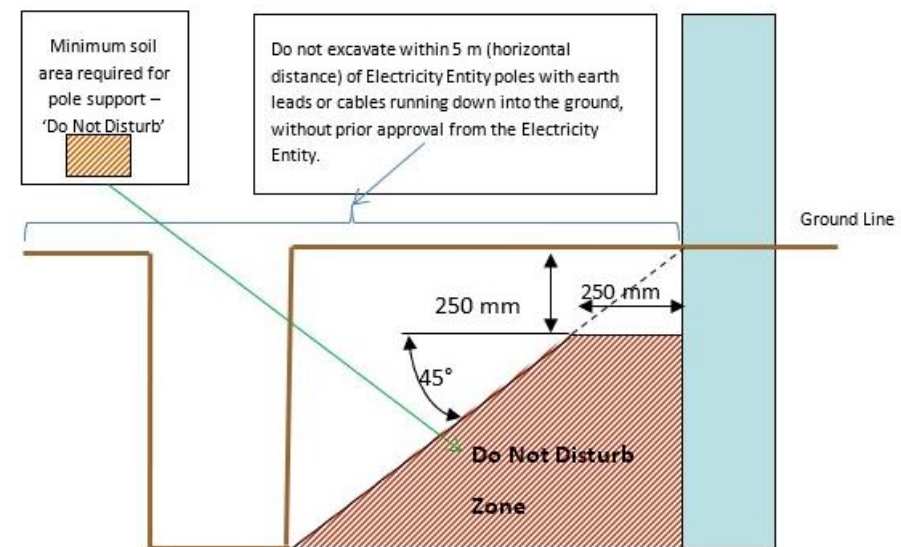 Minimum soil
area required for
pole support –
‘Do Not Disturb’
Do not excavate within 5 m (horizontal
distance) of Electricity Entity poles with earth
leads or cables running down into the ground,
without prior approval from the Electricity
Entity.
Ground Line
250 mm
250 mm
45°
Do Not Disturb
Zone